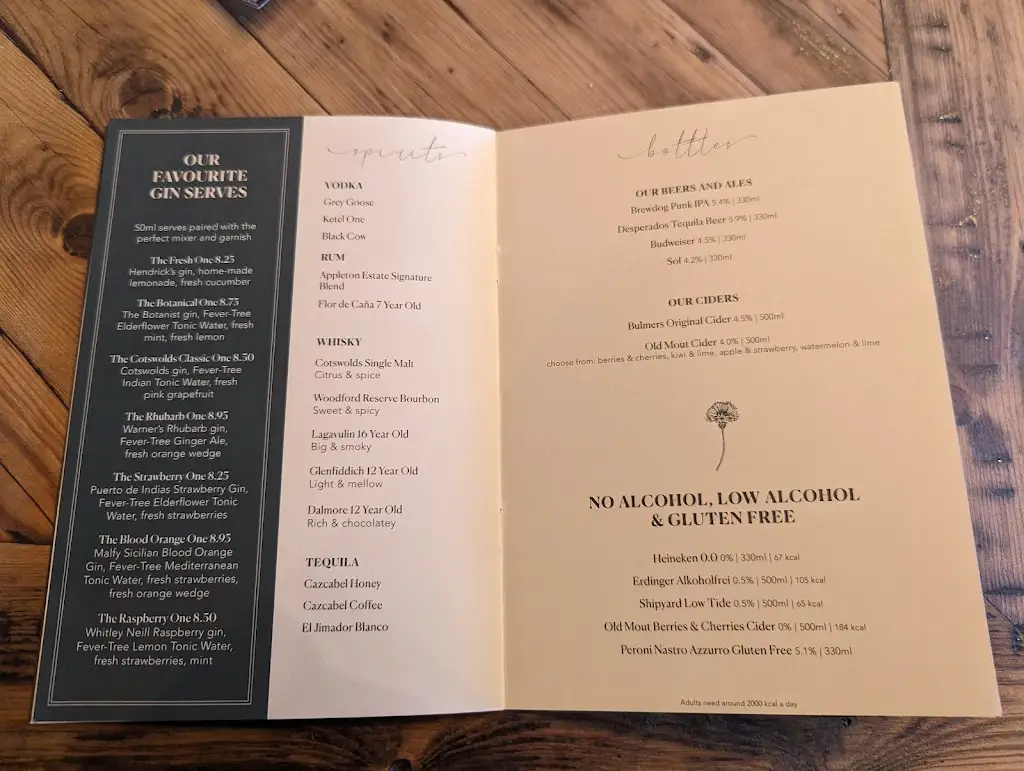 OUR
FAVOURITE
GIN SERVES
50ml serves paired with the
perfect mixer and garnish
The Fresh One 8.25
Hendrick's gin, home-made
lemonade, fresh cucumber
The Botanical One 8.75
The Botanist gin, Fever-Tree
Elderflower Tonic Water, fresh
mint, fresh lemon
The Cotswolds Classic One 8.50
Cotswolds gin, Fever-Tree
Indian Tonic Water, fresh
pink grapefruit
The Rhubarb One 8.95
Warner's Rhubarb gin,
Fever-Tree Ginger Ale,
fresh orange wedge
The Strawberry One 8.25
Puerto de Indias Strawberry Gin,
Fever-Tree Elderflower Tonic
Water, fresh strawberries
The Blood Orange One 8.95
Malfy Sicilian Blood Orange
Gin, Fever-Tree Mediterranean
Tonic Water, fresh strawberries,
fresh orange wedge
The Raspberry One 8.50
Whitley Neill Raspberry gin,
Fever-Tree Lemon Tonic Water,
fresh strawberries, mint
spirits
VODKA
Grey Goose
Ketel One
Black Cow
RUM
Appleton Estate Signature
Blend
Flor de Caña 7 Year Old
WHISKY
Cotswolds Single Malt
Citrus & spice
Woodford Reserve Bourbon
Sweet & spicy
Lagavulin 16 Year Old
Big & smoky
Glenfiddich 12 Year Old
Light & mellow
Dalmore 12 Year Old
Rich & chocolatey
TEQUILA
Cazcabel Honey
Cazcabel Coffee
El Jimador Blanco
bottles
OUR BEERS AND ALES
Brewdog Punk IPA 5.4% | 330ml
Desperados Tequila Beer 5.9% | 330ml
Budweiser 4.5% | 330ml
Sol 4.2% | 330ml
OUR CIDERS
Bulmers Original Cider 4.5% | 500ml
Old Mout Cider 4.0% | 500ml
choose from: berries & cherries, kiwi & lime, apple & strawberry, watermelon & lime
NO ALCOHOL, LOW ALCOHOL
& GLUTEN FREE
Heineken 0.0 0% | 330ml | 67 kcal
Erdinger Alkoholfrei 0.5% | 500ml | 105 kcal
Shipyard Low Tide 0.5% | 500ml | 65 kcal
Old Mout Berries & Cherries Cider 0% | 500ml | 184 kcal
Peroni Nastro Azzurro Gluten Free 5.1% | 330ml
Adults need around 2000 kcal a day